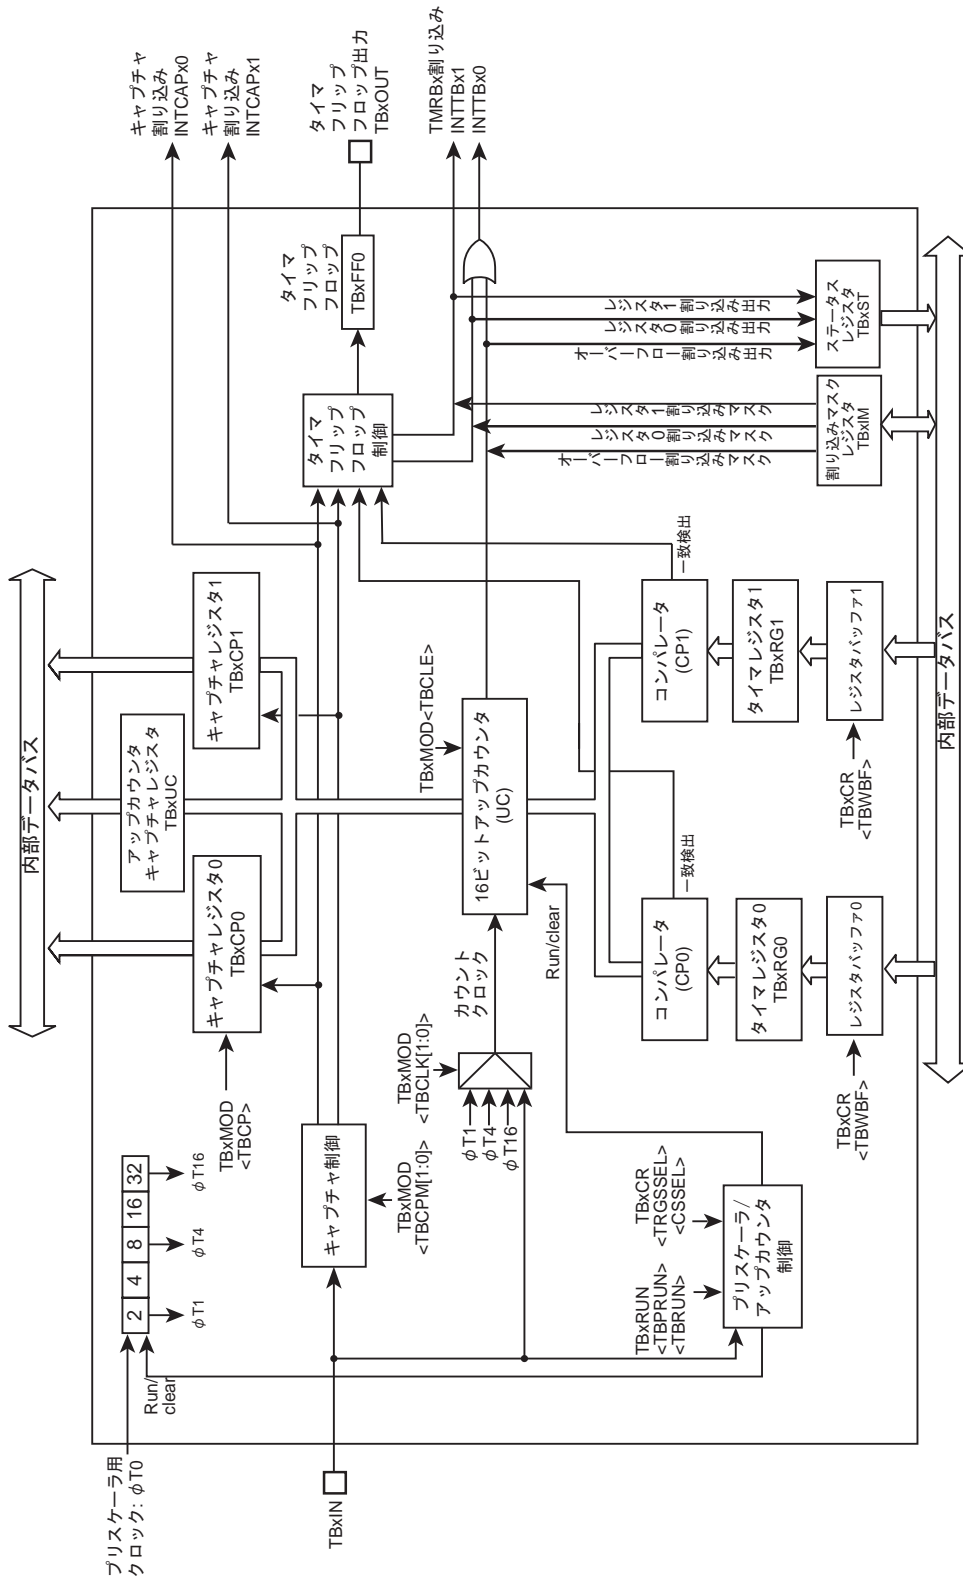 プリスケーラ用
クロック: φT0
Run/
clear
2
4
8
16
32
φT1
φT4
φT16
TBxIN
TBxMOD
<TBCP>
内部データバス
キャプチャレジスタ0
TBxCP0
アップカウンタ
キャプチャレジスタ
TBxUC
キャプチャレジスタ1
TBxCP1
キャプチャ
割り込み
INTCAPx0
キャプチャ
割り込み
INTCAPx1
キャプチャ制御
TBxMOD
<TBCPM[1:0]>
TBxMOD
<TBCLK[1:0]>
φT1
φT4
φT16
カウント
クロック
TBxMOD<TBCLE>
16ビットアップカウンタ
(UC)
Run/clear
タイマ
フリップ
フロップ
制御
タイマ
フリップ
フロップ
TBxFF0
タイマ
フリップ
フロップ出力
TBxOUT
TMRBx割り込み
INTTBx1
INTTBx0
TBxRUN
<TBPRUN>
<TBRUN>
TBxCR
<TRGSSEL>
<CSSEL>
プリスケーラ/
アップカウンタ
制御
一致検出
コンパレータ
(CP0)
タイマレジスタ0
TBxRG0
レジスタバッファ0
TBxCR
<TBWBF>
一致検出
コンパレータ
(CP1)
タイマレジスタ1
TBxRG1
レジスタバッファ1
TBxCR
<TBWBF>
レジスタ1割り込みマスク
レジスタ0割り込みマスク
オーバーフロー割り込みマスク
割り込みマスク
レジスタ
TBxIM
レジスタ1割り込み出力
レジスタ0割り込み出力
オーバーフロー割り込み出力
ステータス
レジスタ
TBxST
内部データバス